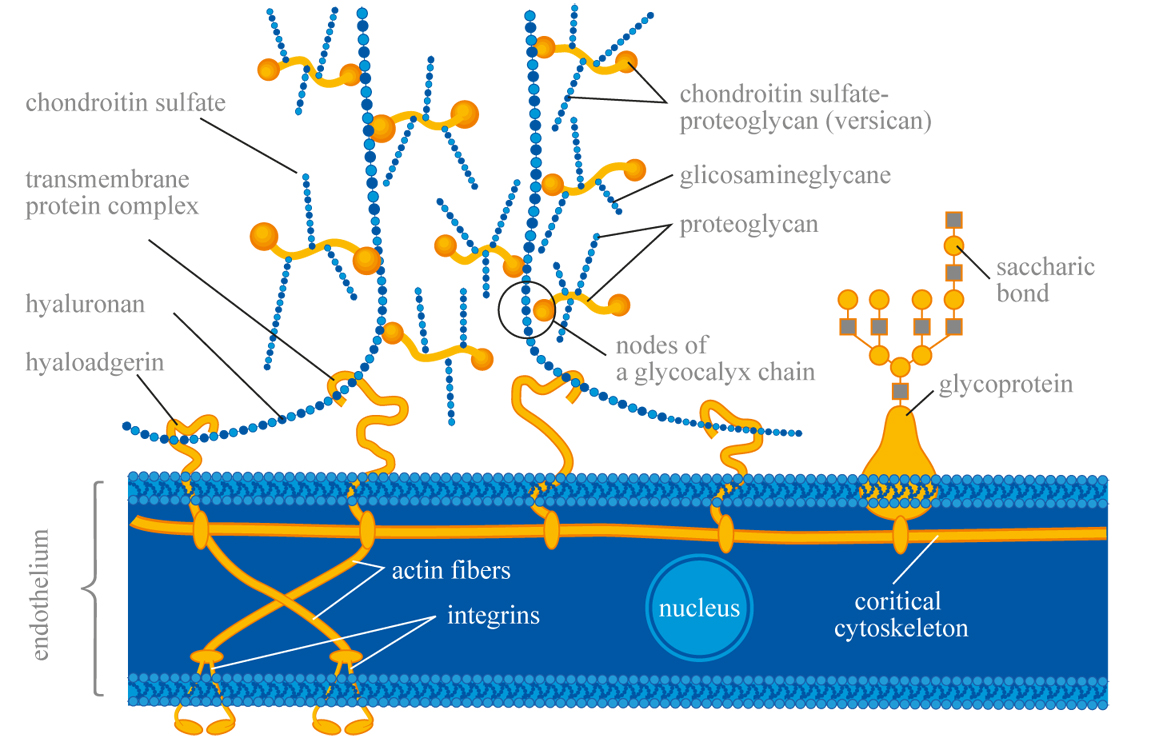 chondroitin sulfate
transmembrane
protein complex
hyaluronan
hyaloadgerin
chondroitin sulfate-
proteoglycan (versican)
glicosamineglycane
proteoglycan
saccharic
bond
nodes of
a glycocalyx chain
glycoprotein
endothelium
actin fibers
integrins
nucleus
coritical
cytoskeleton